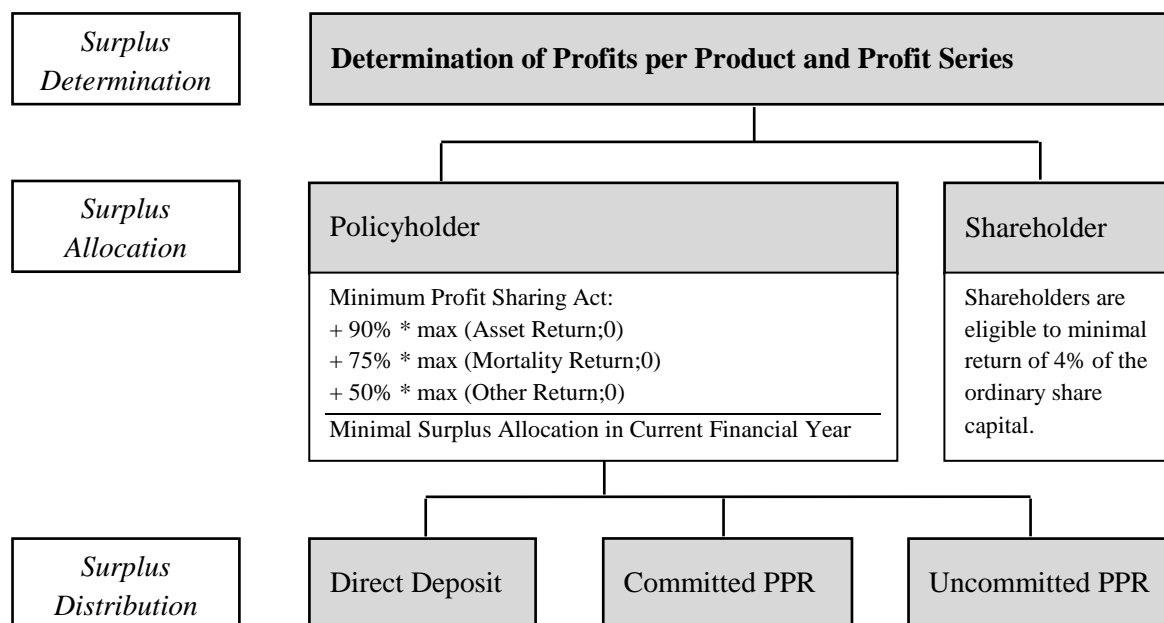 Surplus
Determination
Determination of Profits per Product and Profit Series
Surplus
Allocation
Policyholder
Minimum Profit Sharing Act:
+ 90% * max (Asset Return;0)
+ 75% * max (Mortality Return;0)
+ 50% * max (Other Return;0)
Minimal Surplus Allocation in Current Financial Year
Shareholder
Shareholders are
eligible to minimal
return of 4% of the
ordinary share
capital.
Surplus
Distribution
Direct Deposit
Committed PPR
Uncommitted PPR